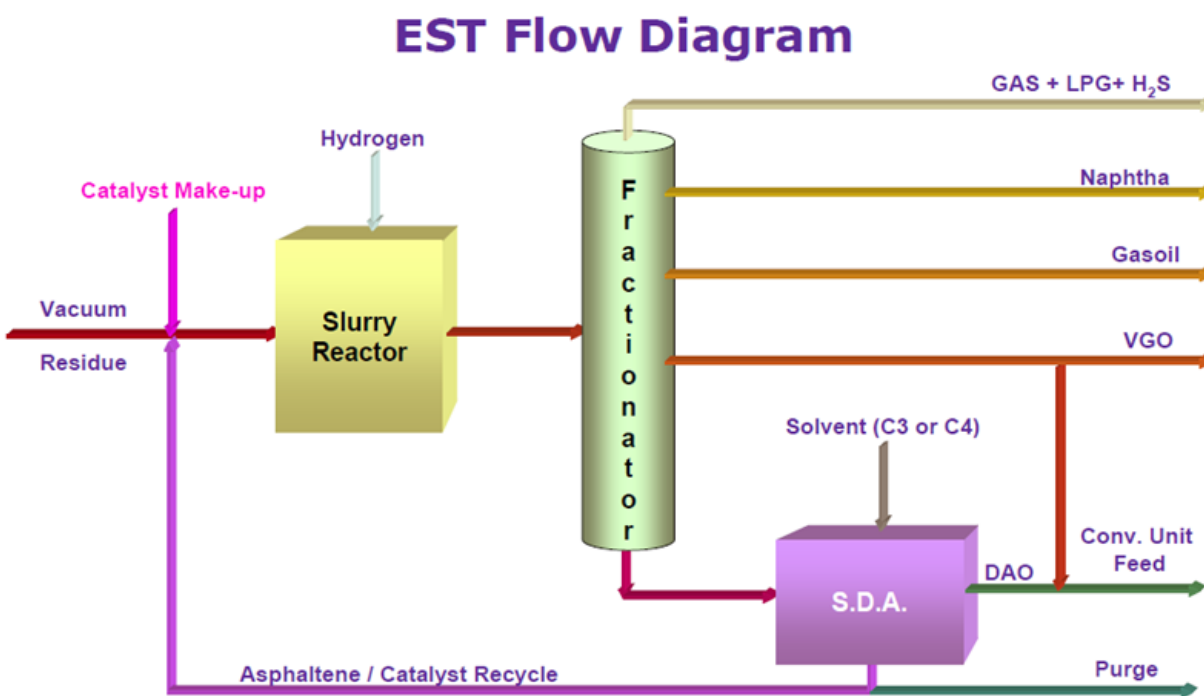 EST Flow Diagram
GAS + LPG+ H₂S
Hydrogen
Catalyst Make-up
Naphtha
Fractionator
Gasoil
Vacuum
Residue
Slurry
Reactor
VGO
Solvent (C3 or C4)
Conv. Unit
Feed
DAO
S.D.A.
Asphaltene / Catalyst Recycle
Purge